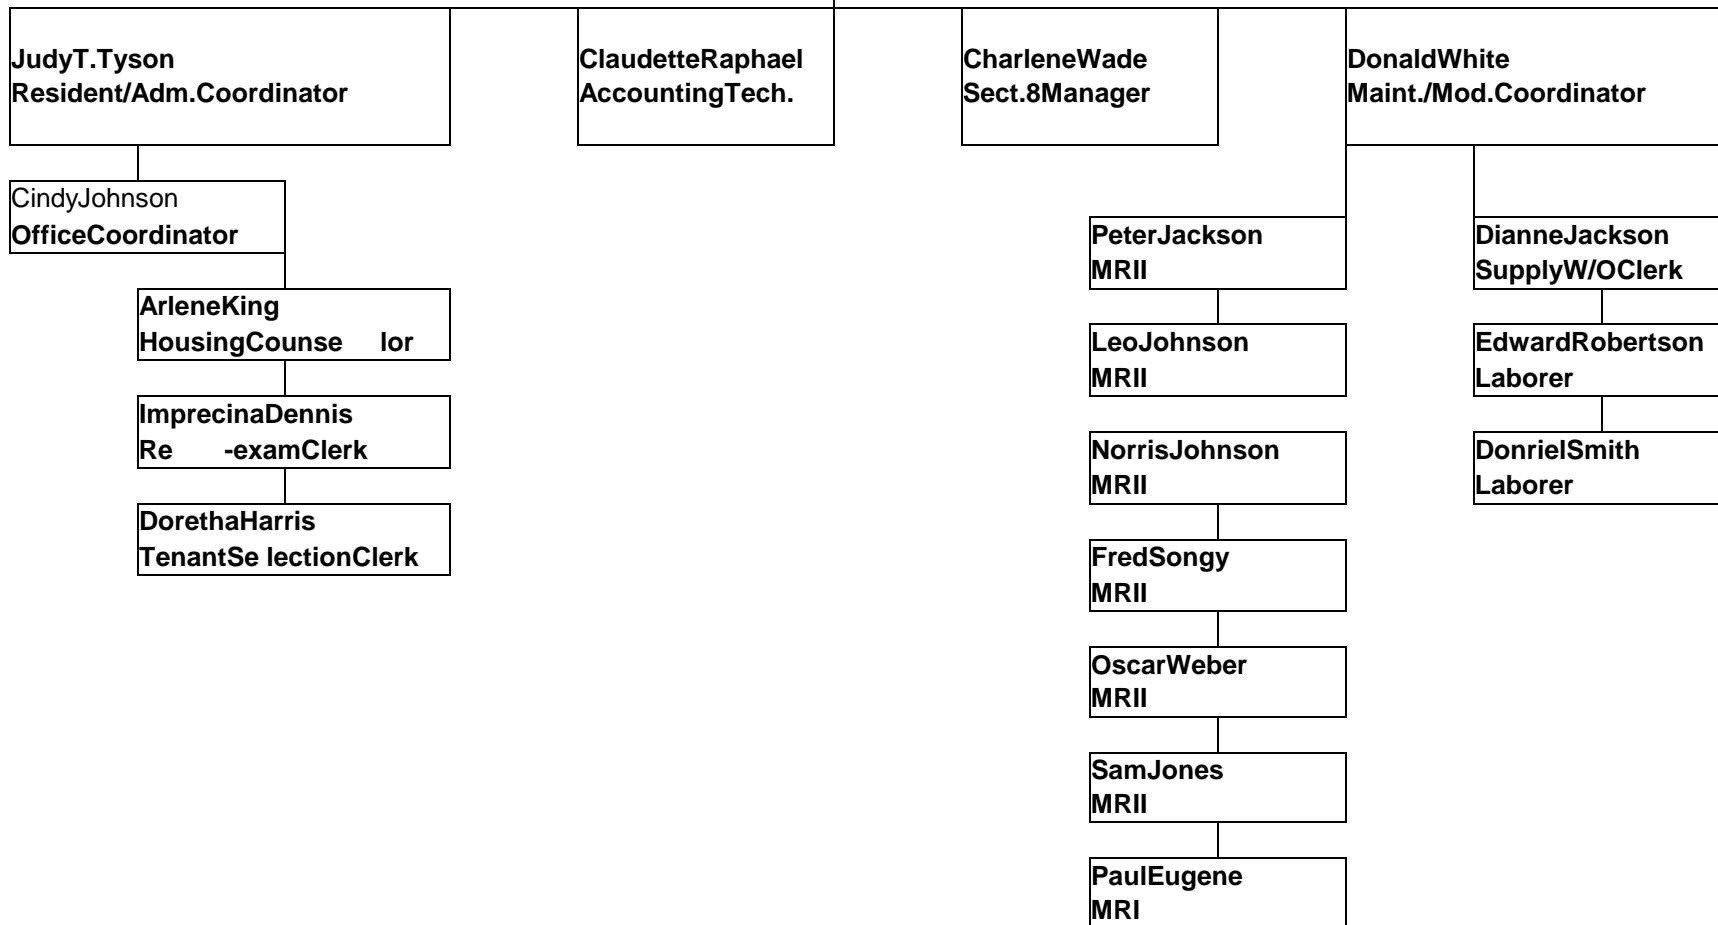 JudyT.Tyson
Resident/Adm.Coordinator
ClaudetteRaphael
AccountingTech.
CharleneWade
Sect.8Manager
DonaldWhite
Maint./Mod.Coordinator
CindyJohnson
OfficeCoordinator
ArleneKing
HousingCounse lor
ImprecinaDennis
Re -examClerk
DorethaHarris
TenantSe lectionClerk
PeterJackson
MRII
LeoJohnson
MRII
NorrisJohnson
MRII
FredSongy
MRII
OscarWeber
MRII
SamJones
MRII
PaulEugene
MRI
DianneJackson
SupplyW/OClerk
EdwardRobertson
Laborer
DonrielSmith
Laborer